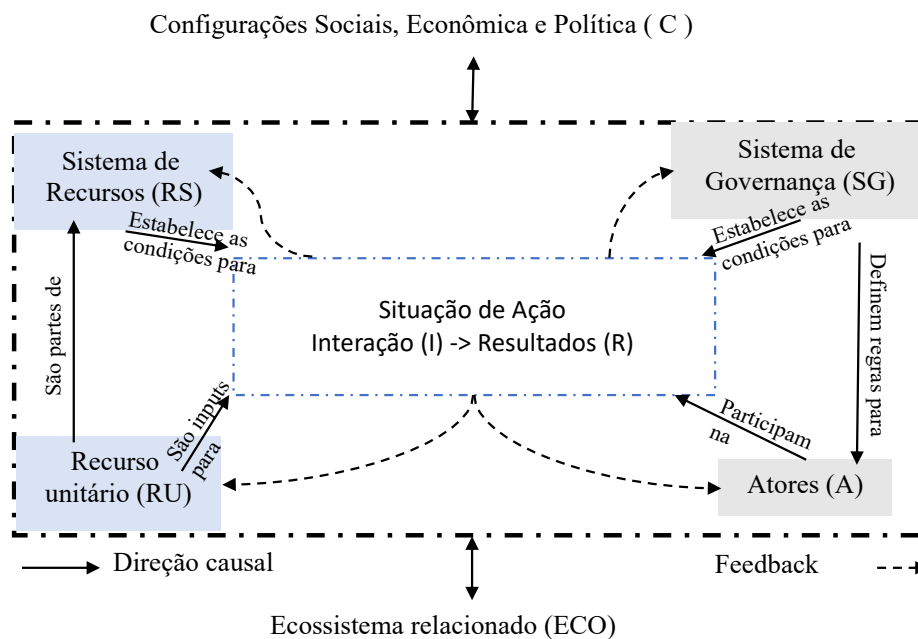 Configurações Sociais, Econômica e Política ( C )
Sistema de
Recursos (RS)
Sistema de
Governança (SG)
Estabelece as
condições para
Estabelece as
condições para
São partes de
Situação de Ação
Interação (I) -> Resultados (R)
Definem regras para
São inputs
para
Participam
na
Recurso
unitário (RU)
Atores (A)
Direção causal
Feedback
Ecossistema relacionado (ECO)